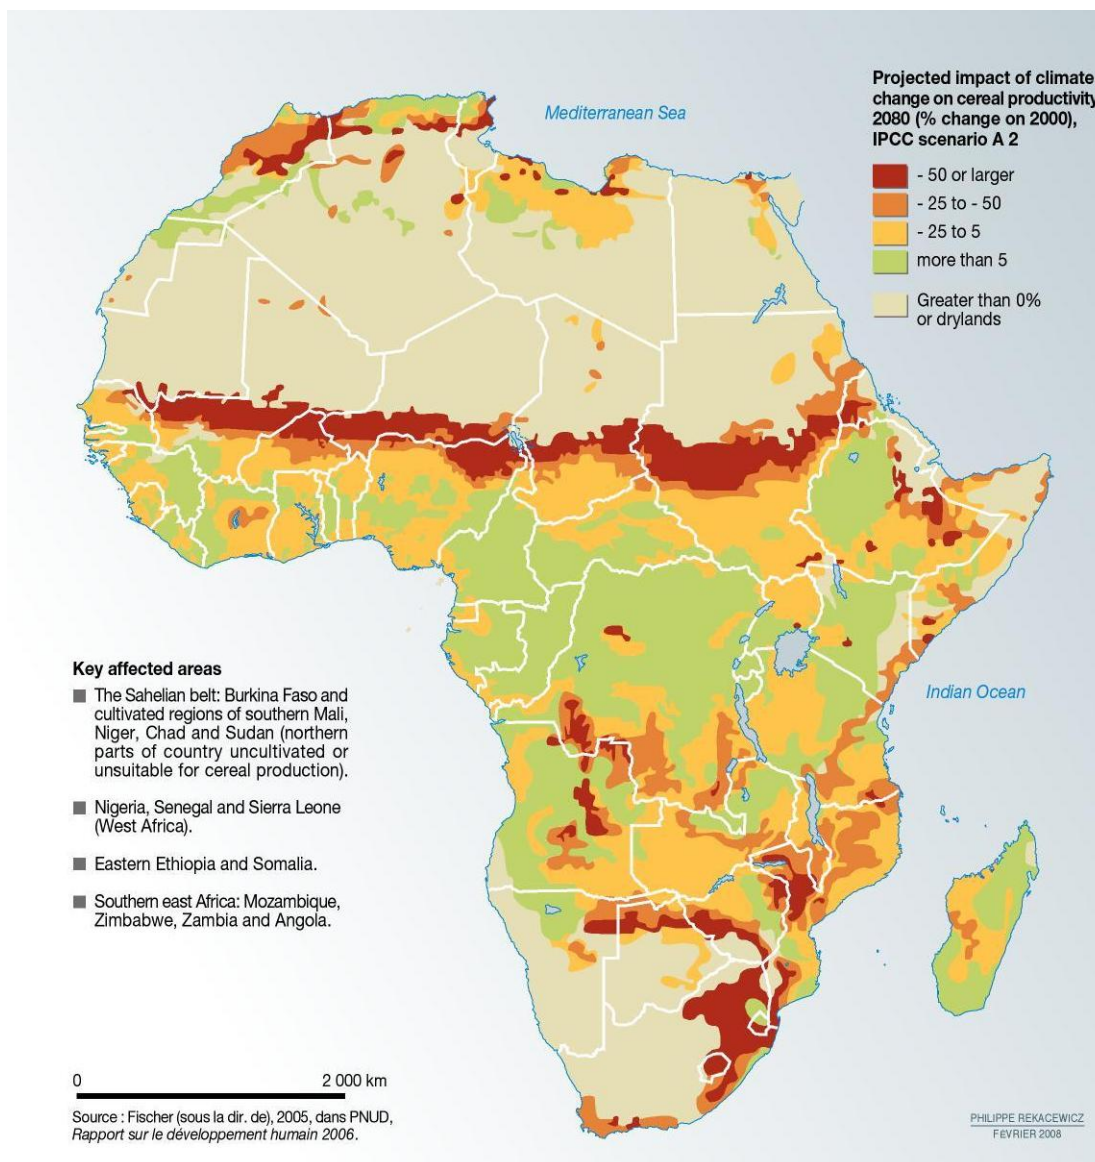 Projected impact of climate
change on cereal productivity
2080 (% change on 2000),
IPCC scenario A 2
- 50 or larger
- 25 to - 50
- 25 to 5
more than 5
Greater than 0%
or drylands
Mediterranean Sea
Indian Ocean
Key affected areas
The Sahelian belt: Burkina Faso and
cultivated regions of southern Mali,
Niger, Chad and Sudan (northern
parts of country uncultivated or
unsuitable for cereal production).
Nigeria, Senegal and Sierra Leone
(West Africa).
Eastern Ethiopia and Somalia.
Southern east Africa: Mozambique,
Zimbabwe, Zambia and Angola.
0 2 000 km
Source : Fischer (sous la dir. de), 2005, dans PNUD,
Rapport sur le développement humain 2006.
PHILIPPE REKACEWICZ
FÉVRIER 2008